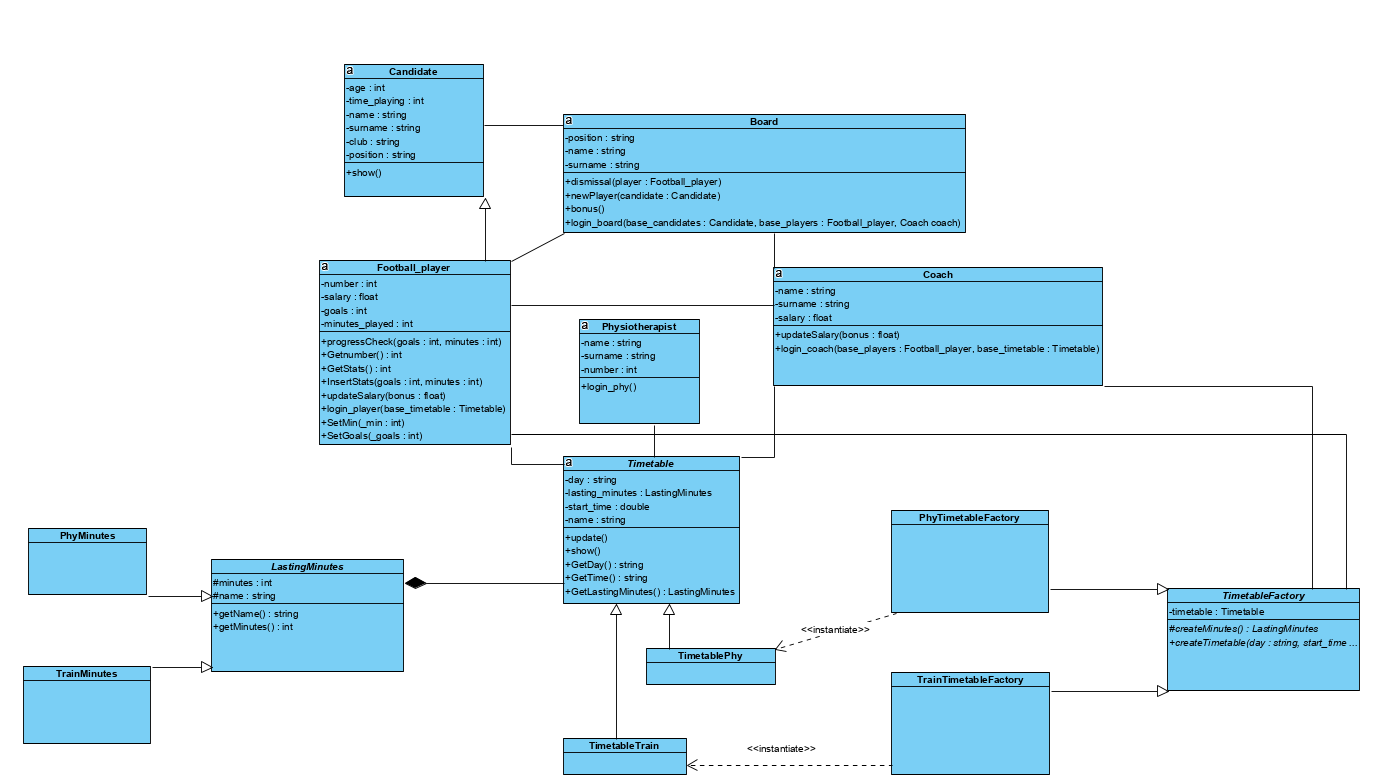 a
Candidate
-age : int
-time_playing : int
-name : string
-surname : string
-club : string
-position : string
+show()
a
Board
-position : string
-name : string
-surname : string
+dismissal(player : Football_player)
+newPlayer(candidate : Candidate)
+bonus()
+login_board(base_candidates : Candidate, base_players : Football_player, Coach coach)
a
Football_player
-number : int
-salary : float
-goals : int
-minutes_played : int
+progressCheck(goals : int, minutes : int)
+Getnumber() : int
+GetStats() : int
+InsertStats(goals : int, minutes : int)
+updateSalary(bonus : float)
+login_player(base_timetable : Timetable)
+SetMin(_min : int)
+SetGoals(_goals : int)
a
Coach
-name : string
-surname : string
-salary : float
+updateSalary(bonus : float)
+login_coach(base_players : Football_player, base_timetable : Timetable)
a
Physiotherapist
-name : string
-surname : string
-number : int
+login_phy()
a
Timetable
-day : string
-lasting_minutes : LastingMinutes
-start_time : double
-name : string
+update()
+show()
+GetDay() : string
+GetTime() : string
+GetLastingMinutes() : LastingMinutes
PhyMinutes
LastingMinutes
#minutes : int
#name : string
+getName() : string
+getMinutes() : int
TrainMinutes
PhyTimetableFactory
TimetableFactory
-timetable : Timetable
#createMinutes() : LastingMinutes
+createTimetable(day : string, start_time ...
<<instantiate>>
TimetablePhy
TrainTimetableFactory
TimetableTrain
<<instantiate>>